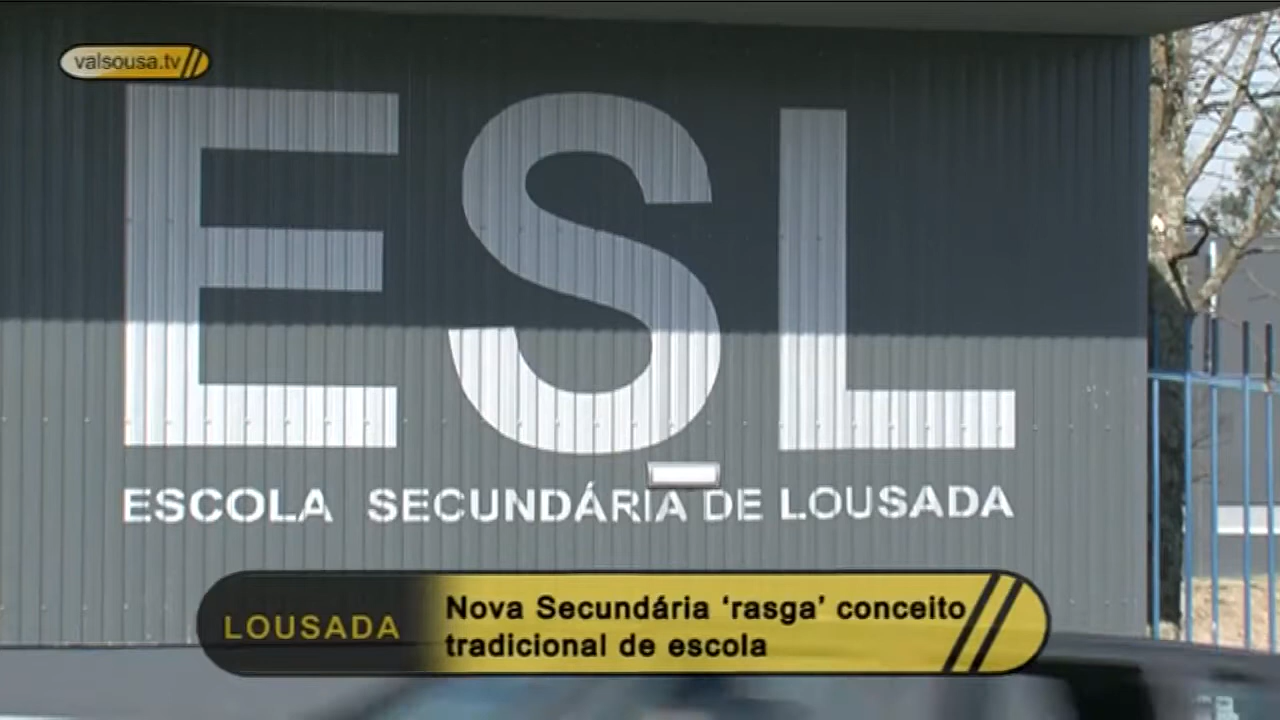 valsousa.tv
ESL
ESCOLA SECUNDÁRIA DE LOUSADA
LOUSADA
Nova Secundária ‘rasga’ conceito
tradicional de escola